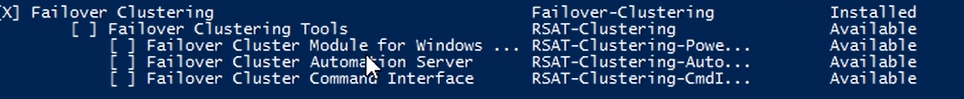 [X] Failover Clustering Failover-Clustering Installed
[ ] Failover Clustering Tools RSAT-Clustering Available
[ ] Failover Cluster Module for Windows ... RSAT-Clustering-Powe... Available
[ ] Failover Cluster Automation Server RSAT-Clustering-Auto... Available
[ ] Failover Cluster Command Interface RSAT-Clustering-CmdI... Available